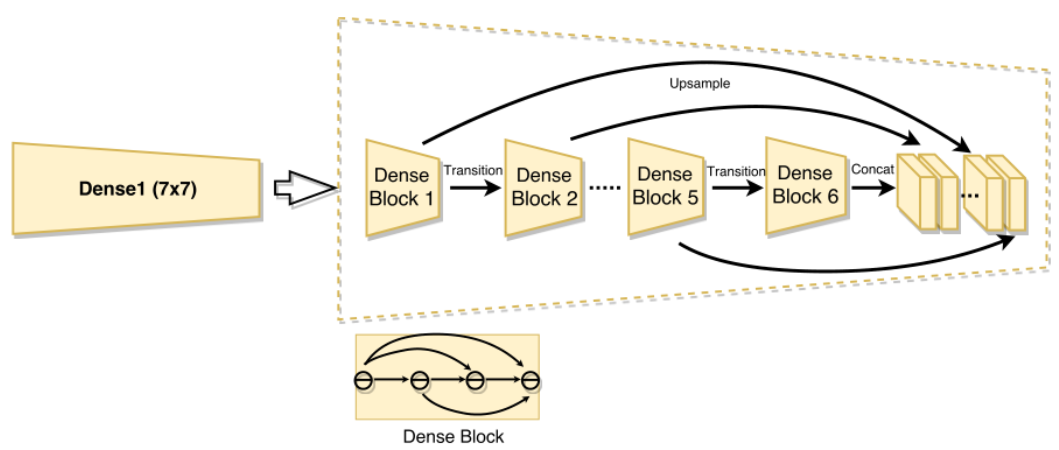 Upsample
Dense1 (7x7)
Dense
Block 1
Transition
Dense
Block 2
......
Dense
Block 5
Transition
Dense
Block 6
Concat
...
Dense Block